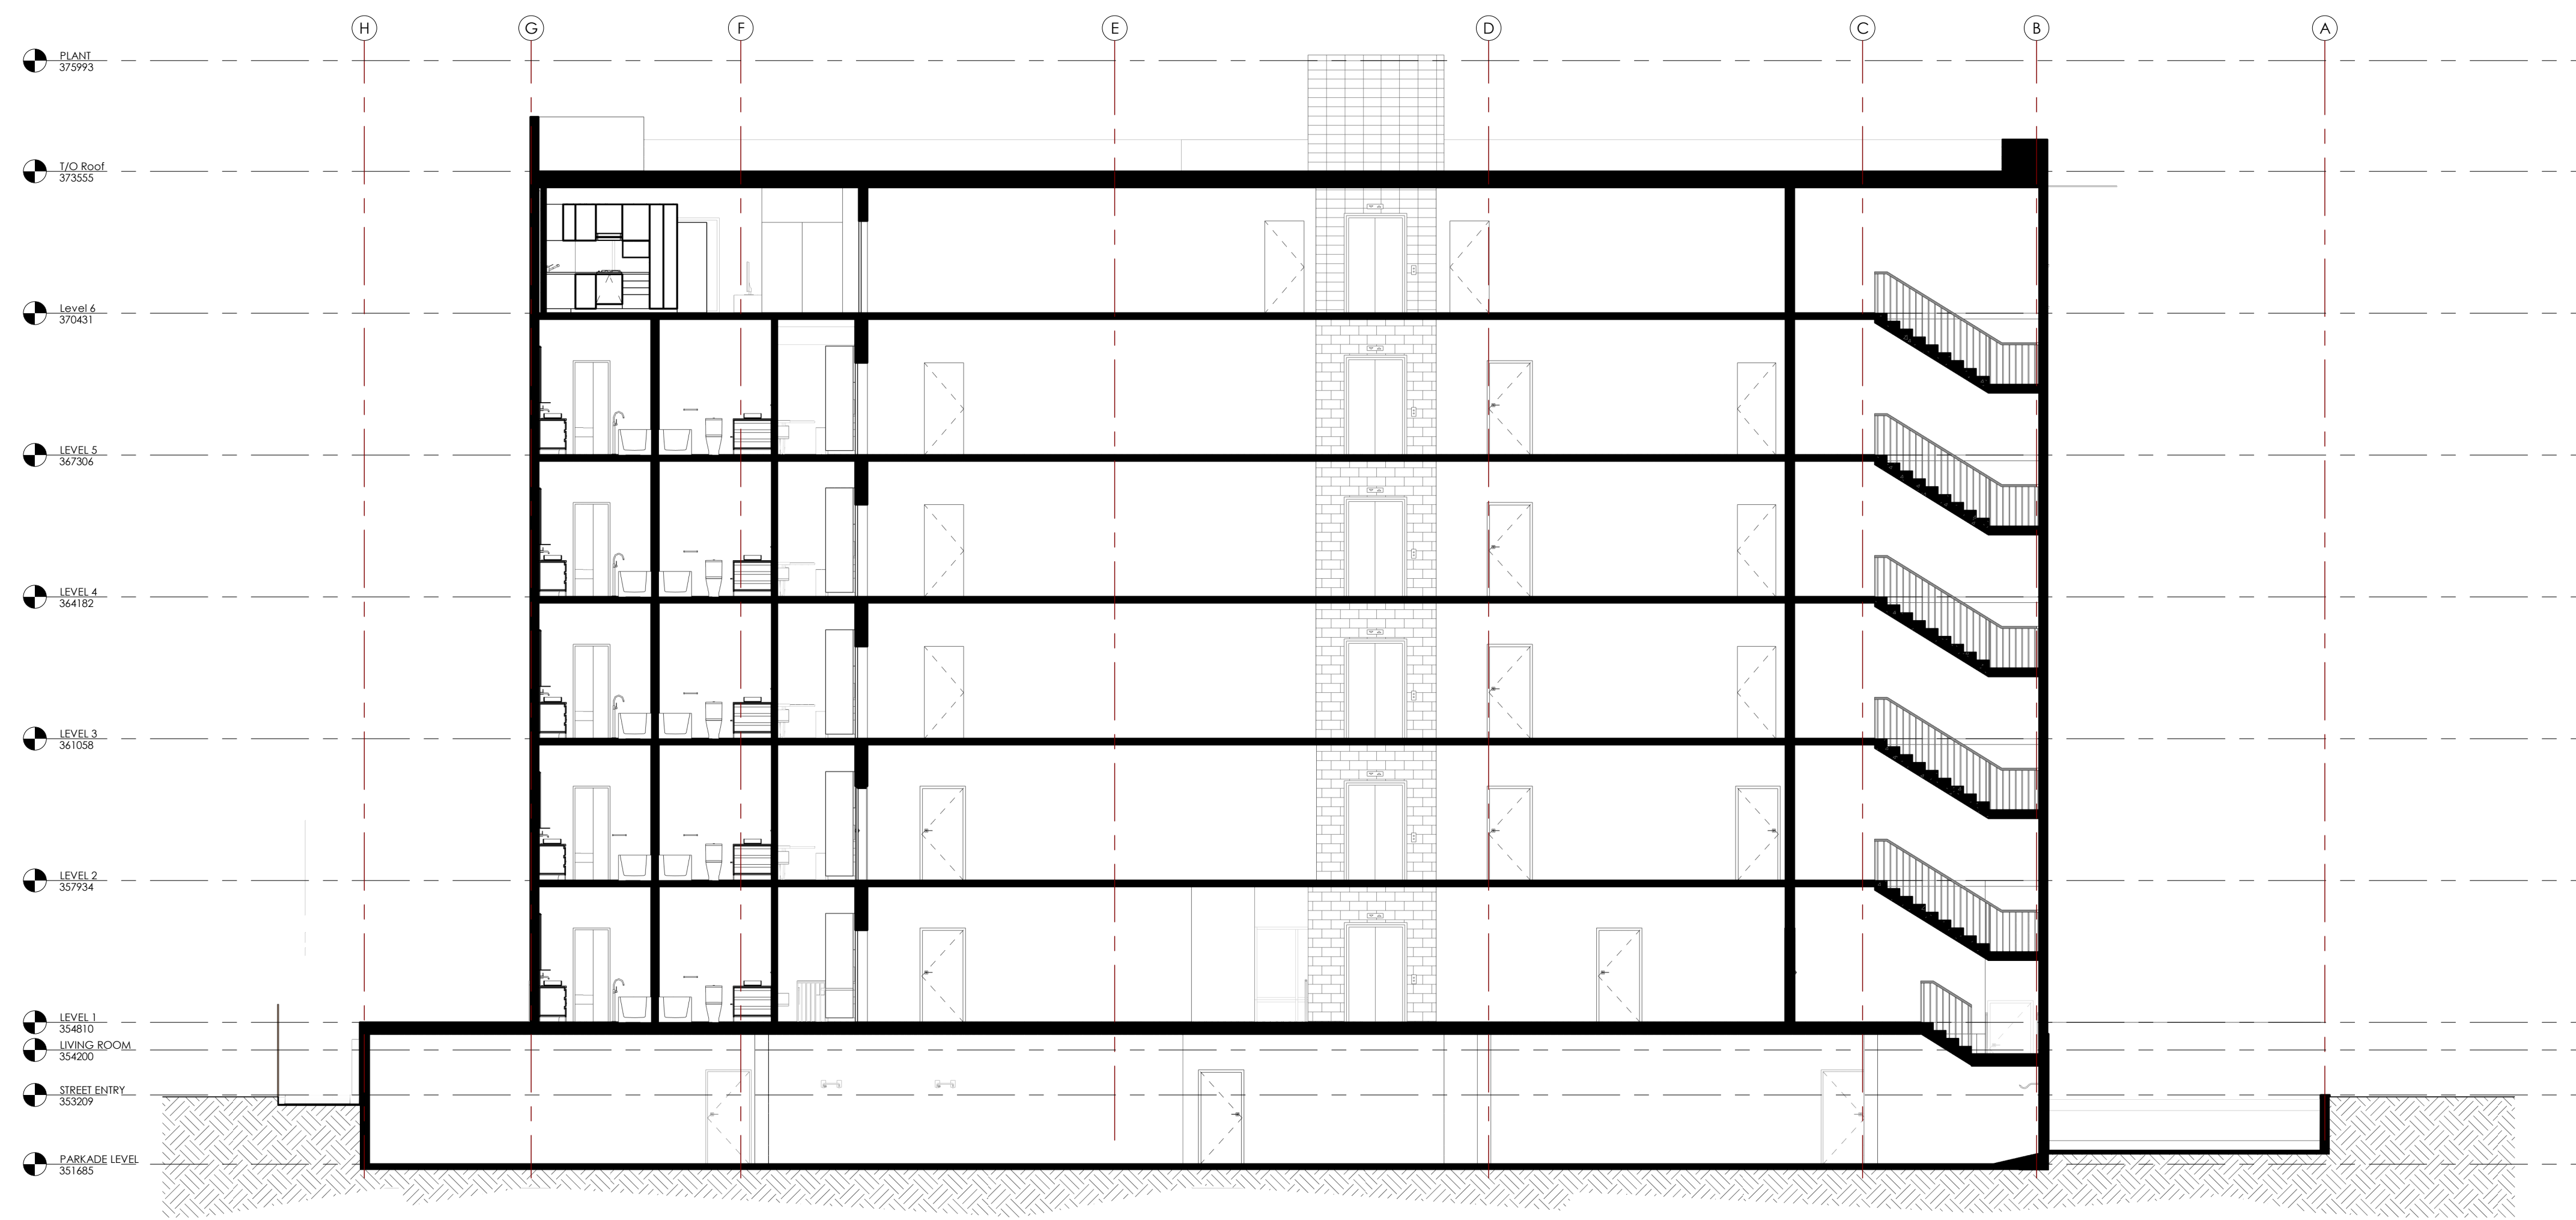 H
G
F
E
D
C
B
A
PLANT
375993
T/O Roof
373555
Level 6
370431
LEVEL 5
367306
LEVEL 4
364182
LEVEL 3
361058
LEVEL 2
357934
LEVEL 1
354810
LIVING ROOM
354200
STREET ENTRY
353209
PARKADE LEVEL
351685